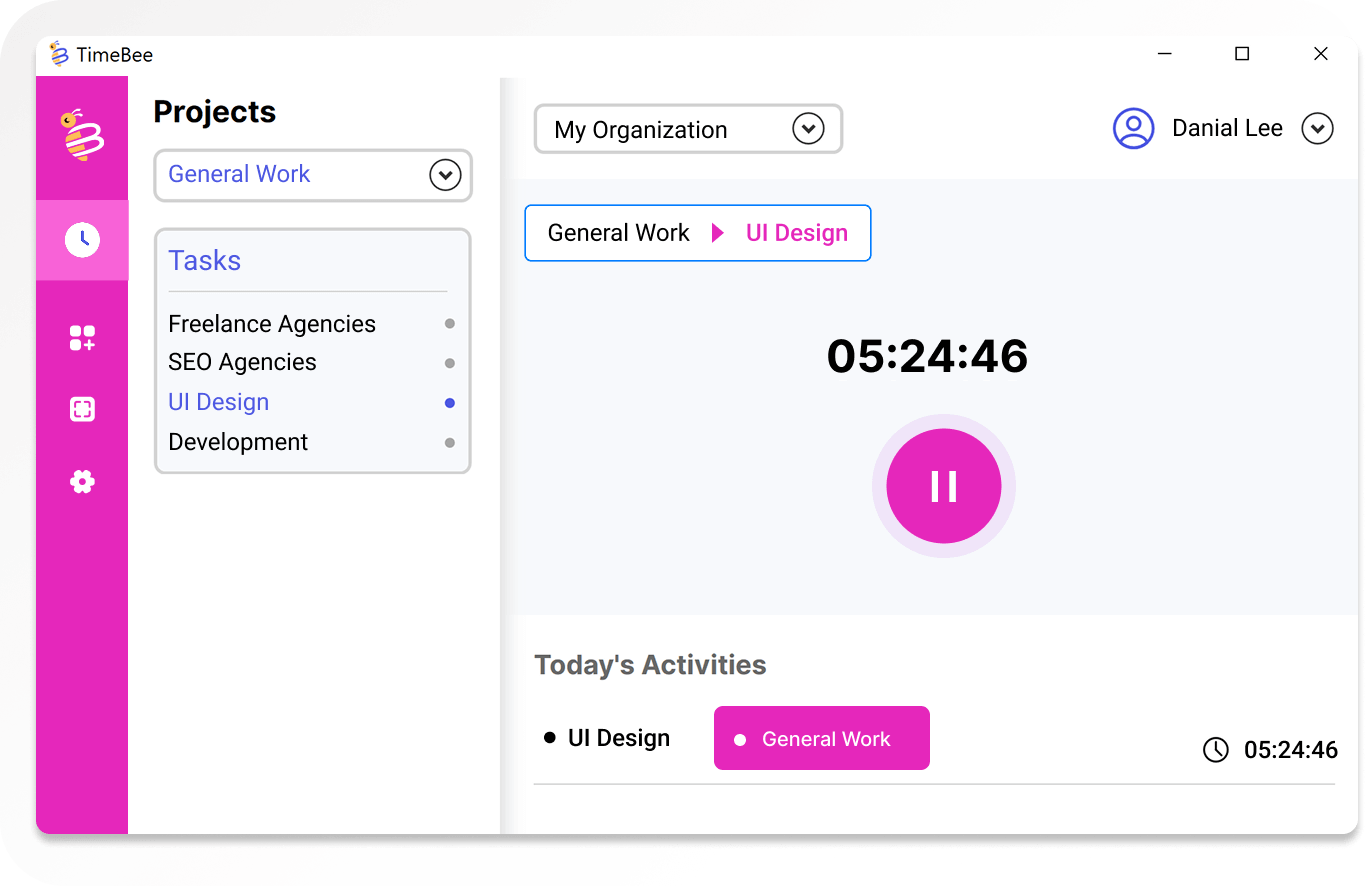 TimeBee
Projects
General Work
Tasks
Freelance Agencies
SEO Agencies
UI Design
Development
My Organization
Danial Lee
General Work UI Design
05:24:46
Today's Activities
UI Design General Work 05:24:46